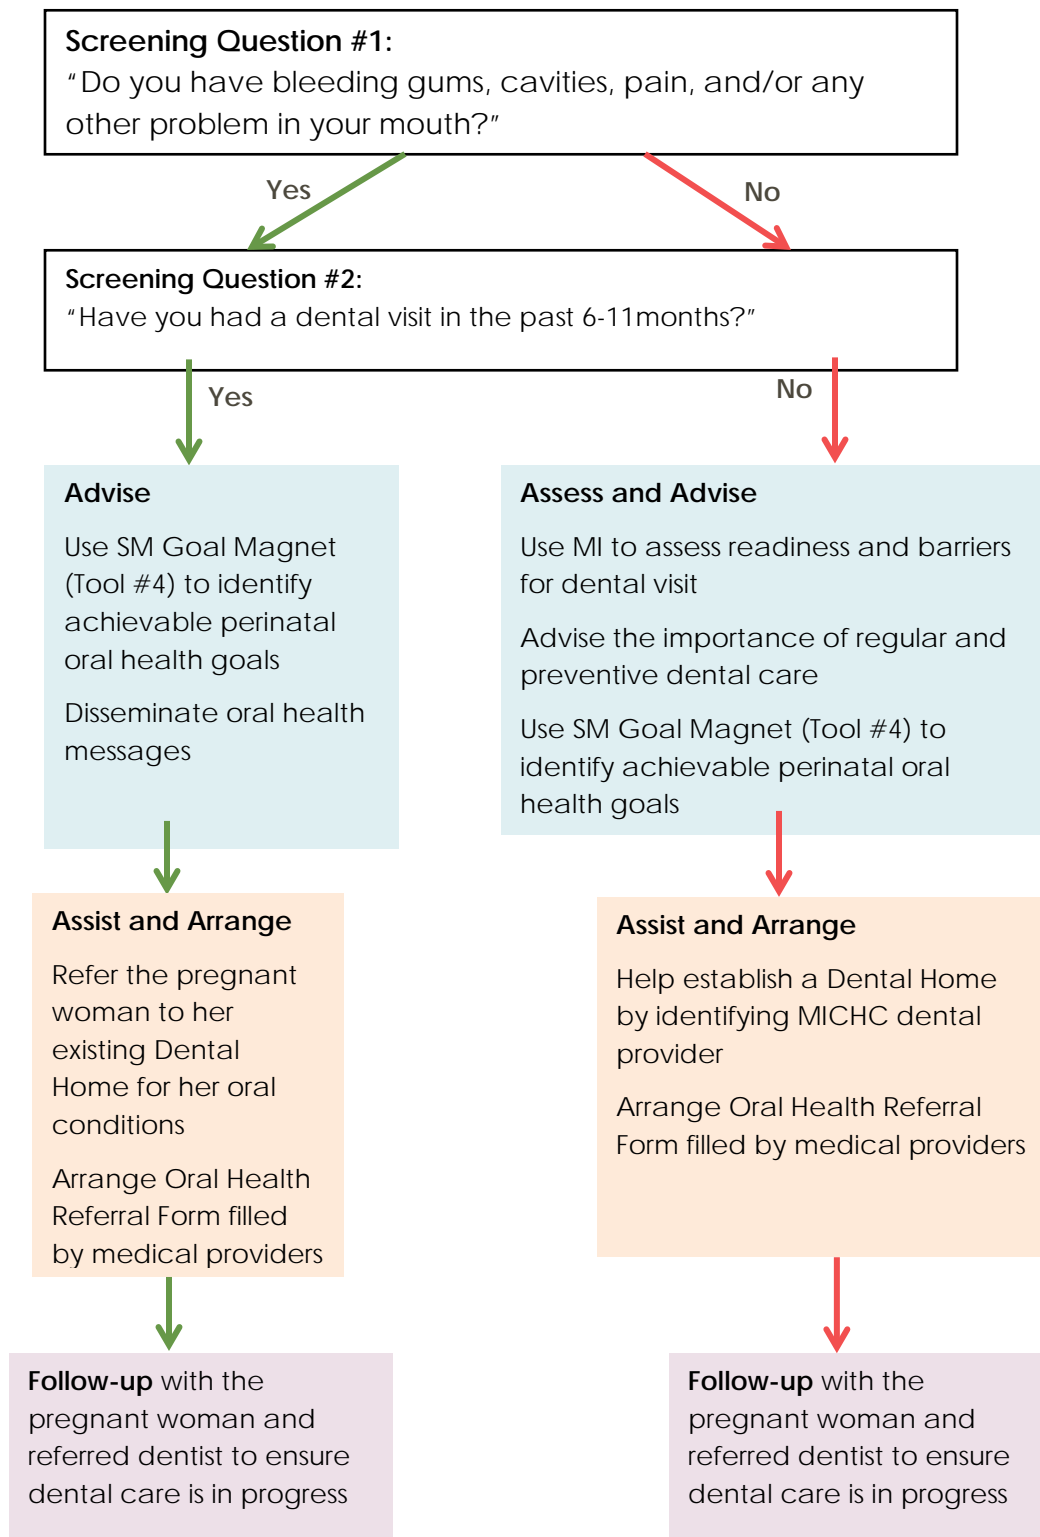 Screening Question #1:
“Do you have bleeding gums, cavities, pain, and/or any
other problem in your mouth?”
Yes
No
Screening Question #2:
“Have you had a dental visit in the past 6-11months?”
Yes
No
Advise
Use SM Goal Magnet
(Tool #4) to identify
achievable perinatal
oral health goals
Disseminate oral health
messages
Assess and Advise
Use MI to assess readiness and barriers
for dental visit
Advise the importance of regular and
preventive dental care
Use SM Goal Magnet (Tool #4) to
identify achievable perinatal oral
health goals
Assist and Arrange
Refer the pregnant
woman to her
existing Dental
Home for her oral
conditions
Arrange Oral Health
Referral Form filled
by medical providers
Assist and Arrange
Help establish a Dental Home
by identifying MICHC dental
provider
Arrange Oral Health Referral
Form filled by medical providers
Follow-up with the
pregnant woman and
referred dentist to ensure
dental care is in progress
Follow-up with the
pregnant woman and
referred dentist to ensure
dental care is in progress